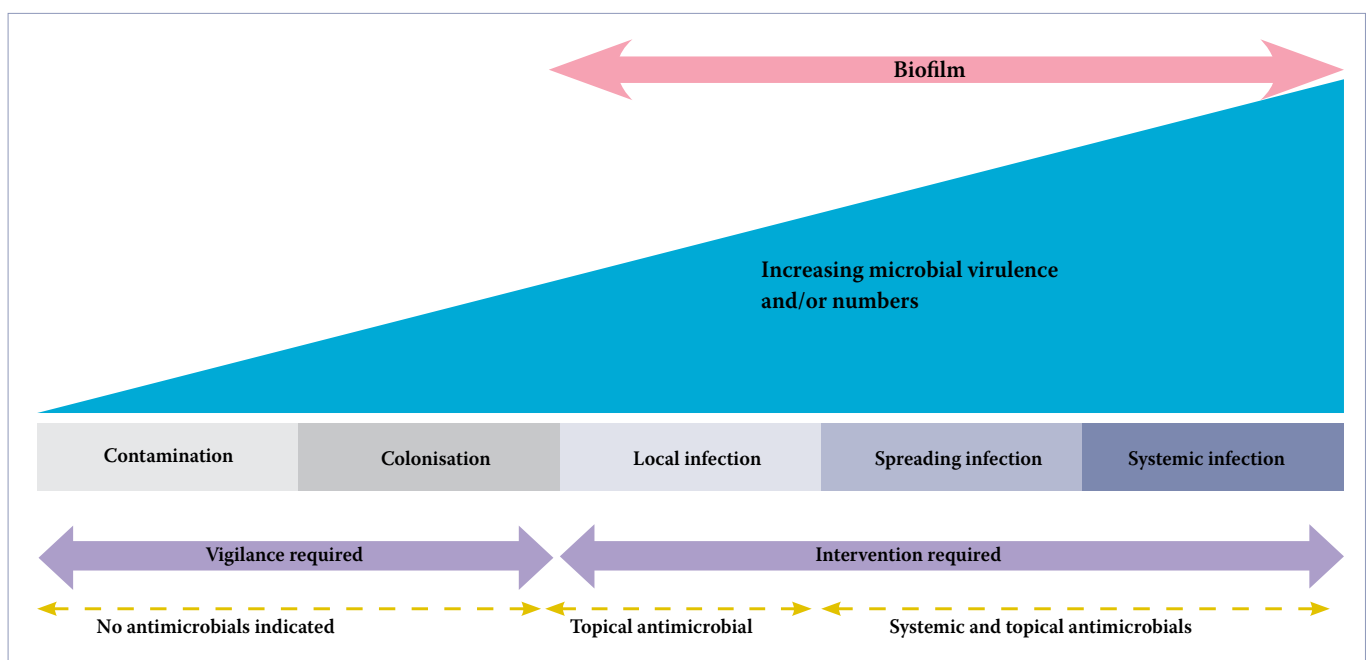 Biofilm
Increasing microbial virulence
and/or numbers
Contamination
Colonisation
Local infection
Spreading infection
Systemic infection
Vigilance required
Intervention required
No antimicrobials indicated
Topical antimicrobial
Systemic and topical antimicrobials